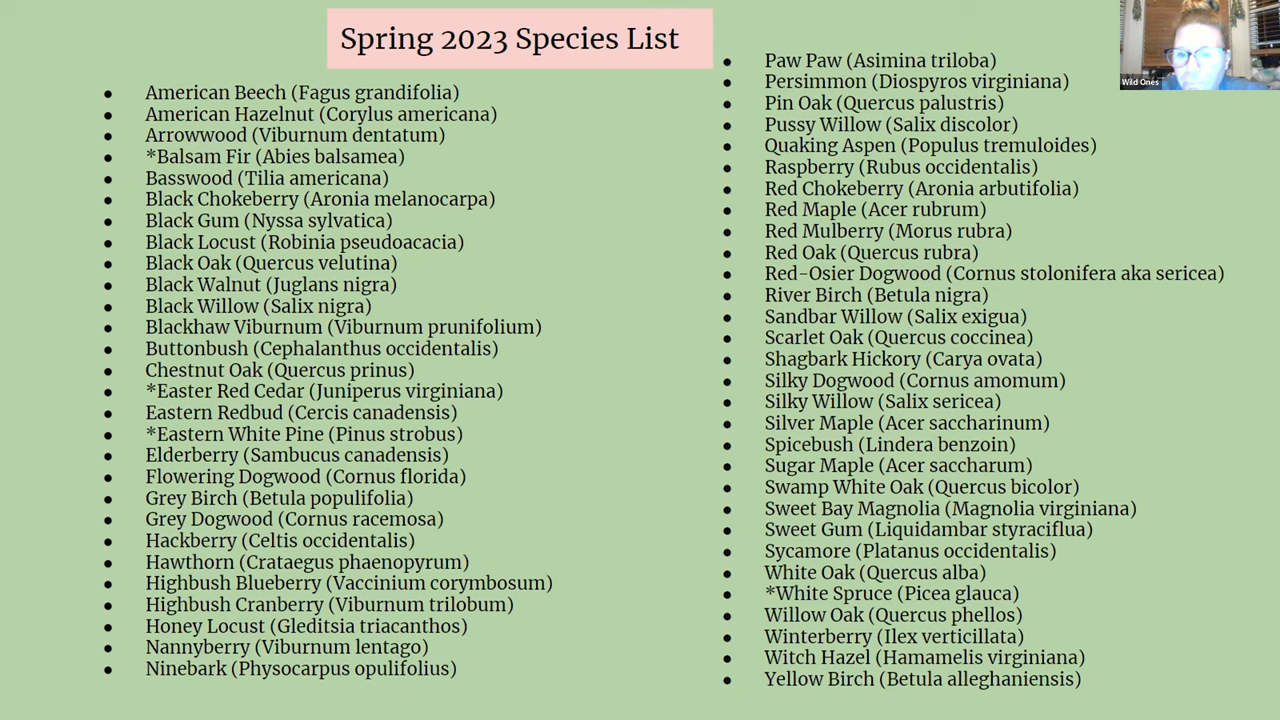 Spring 2023 Species List
American Beech (Fagus grandifolia)
American Hazelnut (Corylus americana)
Arrowwood (Viburnum dentatum)
*Balsam Fir (Abies balsamea)
Basswood (Tilia americana)
Black Chokeberry (Aronia melanocarpa)
Black Gum (Nyssa sylvatica)
Black Locust (Robinia pseudoacacia)
Black Oak (Quercus velutina)
Black Walnut (Juglans nigra)
Black Willow (Salix nigra)
Blackhaw Viburnum (Viburnum prunifolium)
Buttonbush (Cephalanthus occidentalis)
Chestnut Oak (Quercus prinus)
*Easter Red Cedar (Juniperus virginiana)
Eastern Redbud (Cercis canadensis)
*Eastern White Pine (Pinus strobus)
Elderberry (Sambucus canadensis)
Flowering Dogwood (Cornus florida)
Grey Birch (Betula populifolia)
Grey Dogwood (Cornus racemosa)
Hackberry (Celtis occidentalis)
Hawthorn (Crataegus phaenopyrum)
Highbush Blueberry (Vaccinium corymbosum)
Highbush Cranberry (Viburnum trilobum)
Honey Locust (Gleditsia triacanthos)
Nannyberry (Viburnum lentago)
Ninebark (Physocarpus opulifolius)
Paw Paw (Asimina triloba)
Persimmon (Diospyros virginiana)
Pin Oak (Quercus palustris)
Pussy Willow (Salix discolor)
Quaking Aspen (Populus tremuloides)
Raspberry (Rubus occidentalis)
Red Chokeberry (Aronia arbutifolia)
Red Maple (Acer rubrum)
Red Mulberry (Morus rubra)
Red Oak (Quercus rubra)
Red-Osier Dogwood (Cornus stolonifera aka sericea)
River Birch (Betula nigra)
Sandbar Willow (Salix exigua)
Scarlet Oak (Quercus coccinea)
Shagbark Hickory (Carya ovata)
Silky Dogwood (Cornus amomum)
Silky Willow (Salix sericea)
Silver Maple (Acer saccharinum)
Spicebush (Lindera benzoin)
Sugar Maple (Acer saccharum)
Swamp White Oak (Quercus bicolor)
Sweet Bay Magnolia (Magnolia virginiana)
Sweet Gum (Liquidambar styraciflua)
Sycamore (Platanus occidentalis)
White Oak (Quercus alba)
*White Spruce (Picea glauca)
Willow Oak (Quercus phellos)
Winterberry (Ilex verticillata)
Witch Hazel (Hamamelis virginiana)
Yellow Birch (Betula alleghaniensis)
Wild Ones